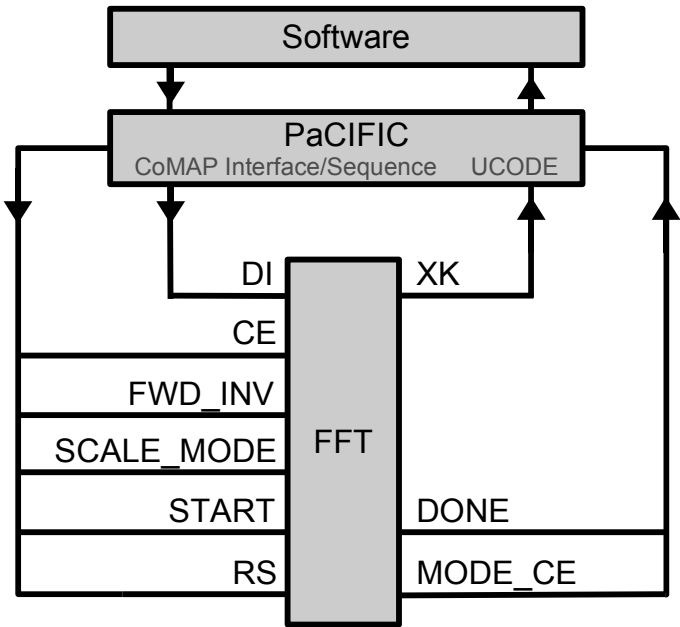 Software
PaCIFIC
CoMAP Interface/Sequence UCODE
DI XK
CE
FWD_INV
FFT
SCALE_MODE
START DONE
RS MODE_CE